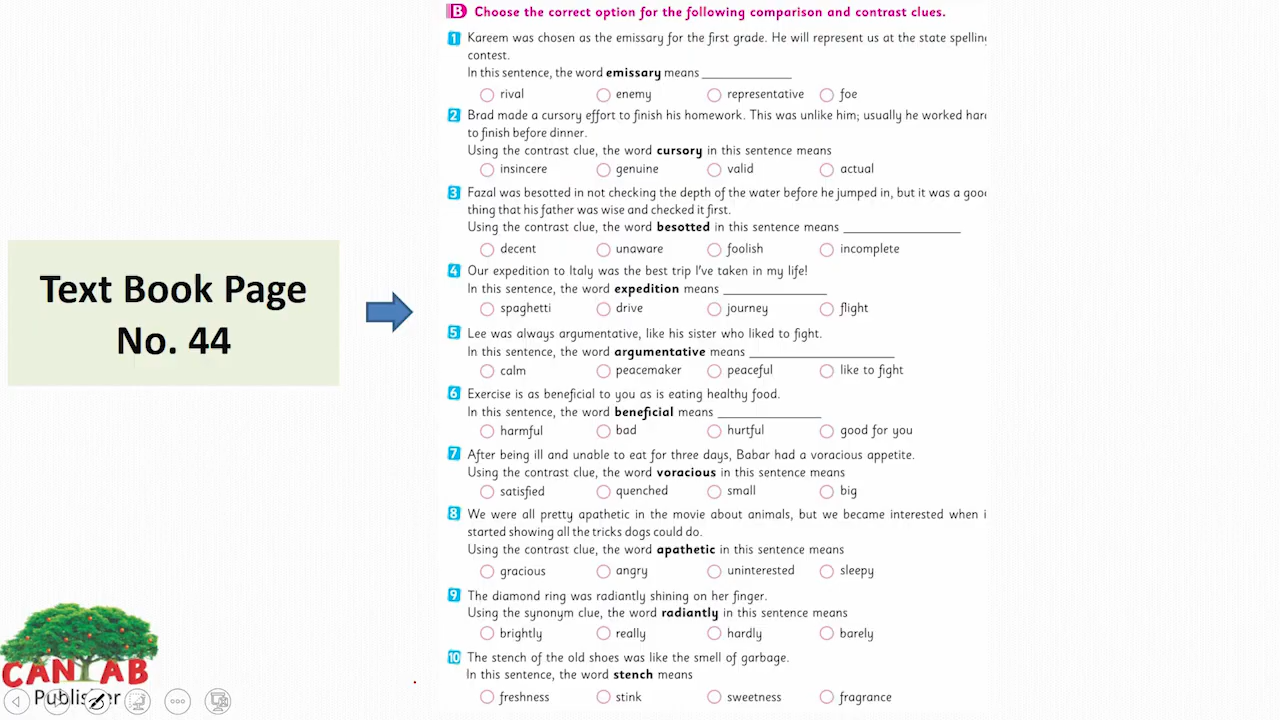 B Choose the correct option for the following comparison and contrast clues.
1 Kareem was chosen as the emissary for the first grade. He will represent us at the state spelling
contest.
In this sentence, the word emissary means ____________
rival enemy representative foe
2 Brad made a cursory effort to finish his homework. This was unlike him; usually he worked hard
to finish before dinner.
Using the contrast clue, the word cursory in this sentence means
insincere genuine valid actual
3 Fazal was besotted in not checking the depth of the water before he jumped in, but it was a good
thing that his father was wise and checked it first.
Using the contrast clue, the word besotted in this sentence means ____________
decent unaware foolish incomplete
4 Our expedition to Italy was the best trip I've taken in my life!
In this sentence, the word expedition means ____________
spaghetti drive journey flight
5 Lee was always argumentative, like his sister who liked to fight.
In this sentence, the word argumentative means ____________
calm peacemaker peaceful like to fight
6 Exercise is as beneficial to you as is eating healthy food.
In this sentence, the word beneficial means ____________
harmful bad hurtful good for you
7 After being ill and unable to eat for three days, Babar had a voracious appetite.
Using the contrast clue, the word voracious in this sentence means
satisfied quenched small big
8 We were all pretty apathetic in the movie about animals, but we became interested when i
started showing all the tricks dogs could do.
Using the contrast clue, the word apathetic in this sentence means
gracious angry uninterested sleepy
9 The diamond ring was radiantly shining on her finger.
Using the synonym clue, the word radiantly in this sentence means
brightly really hardly barely
10 The stench of the old shoes was like the smell of garbage.
In this sentence, the word stench means
freshness stink sweetness fragrance
Text Book Page
No. 44
CANTAB
Publisher